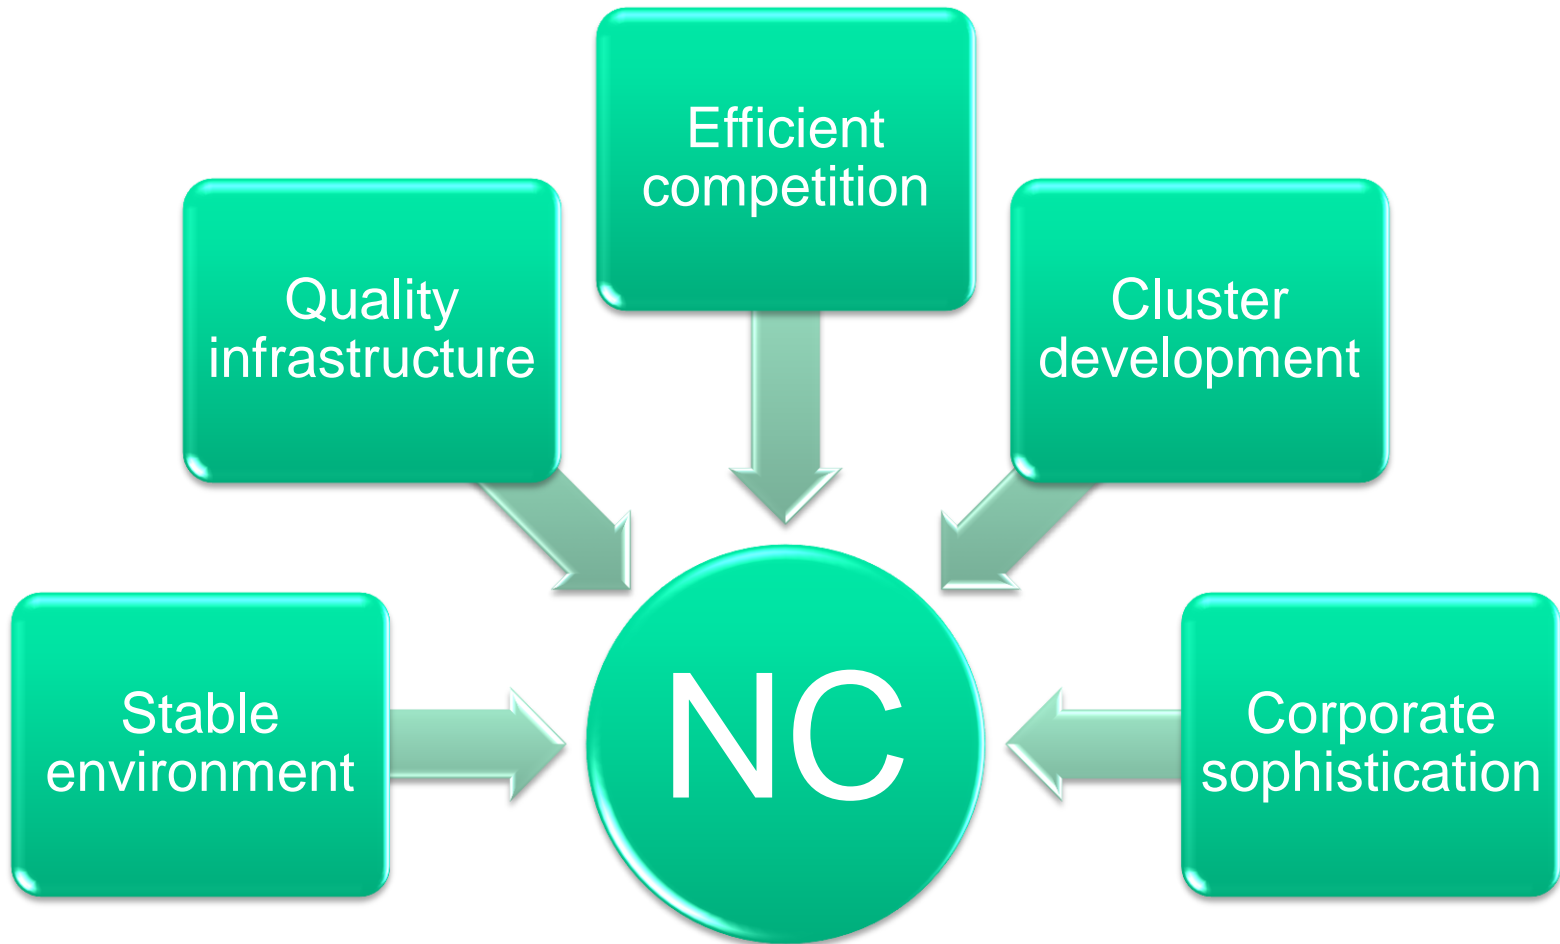 Efficient
competition
Quality
infrastructure
Cluster
development
Stable
environment
NC
Corporate
sophistication